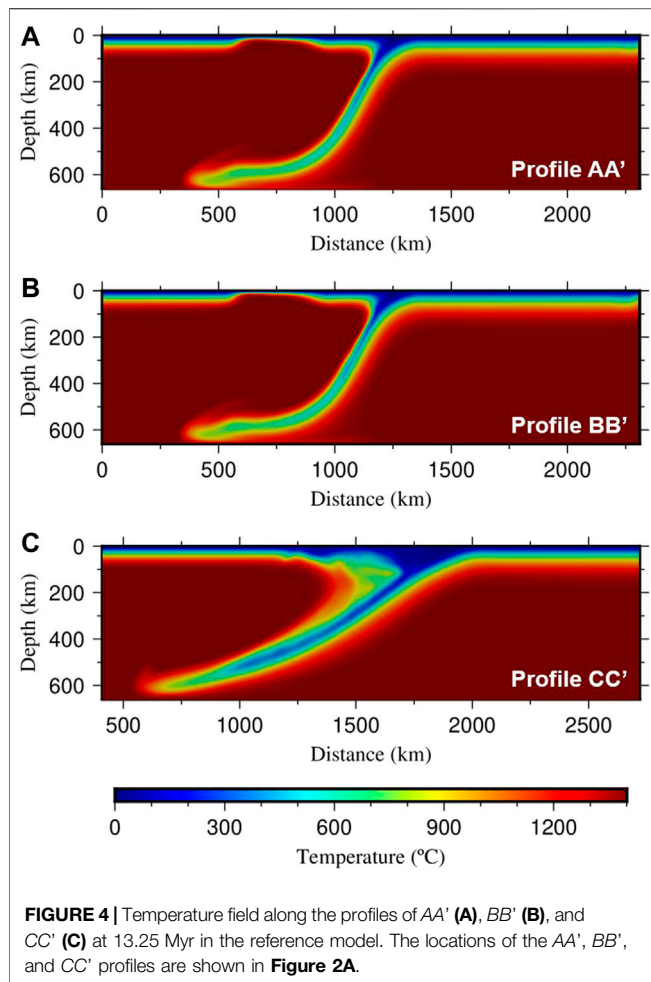 A
0
200
400
600
Depth (km)
Profile AA’
0 500 1000 1500 2000
Distance (km)
B
0
200
400
600
Depth (km)
Profile BB’
0 500 1000 1500 2000
Distance (km)
C
0
200
400
600
Depth (km)
Profile CC’
500 1000 1500 2000 2500
Distance (km)
0 300 600 900 1200
Temperature (ºC)
FIGURE 4 | Temperature field along the profiles of AA’ (A), BB’ (B), and
CC’ (C) at 13.25 Myr in the reference model. The locations of the AA’, BB’,
and CC’ profiles are shown in Figure 2A.